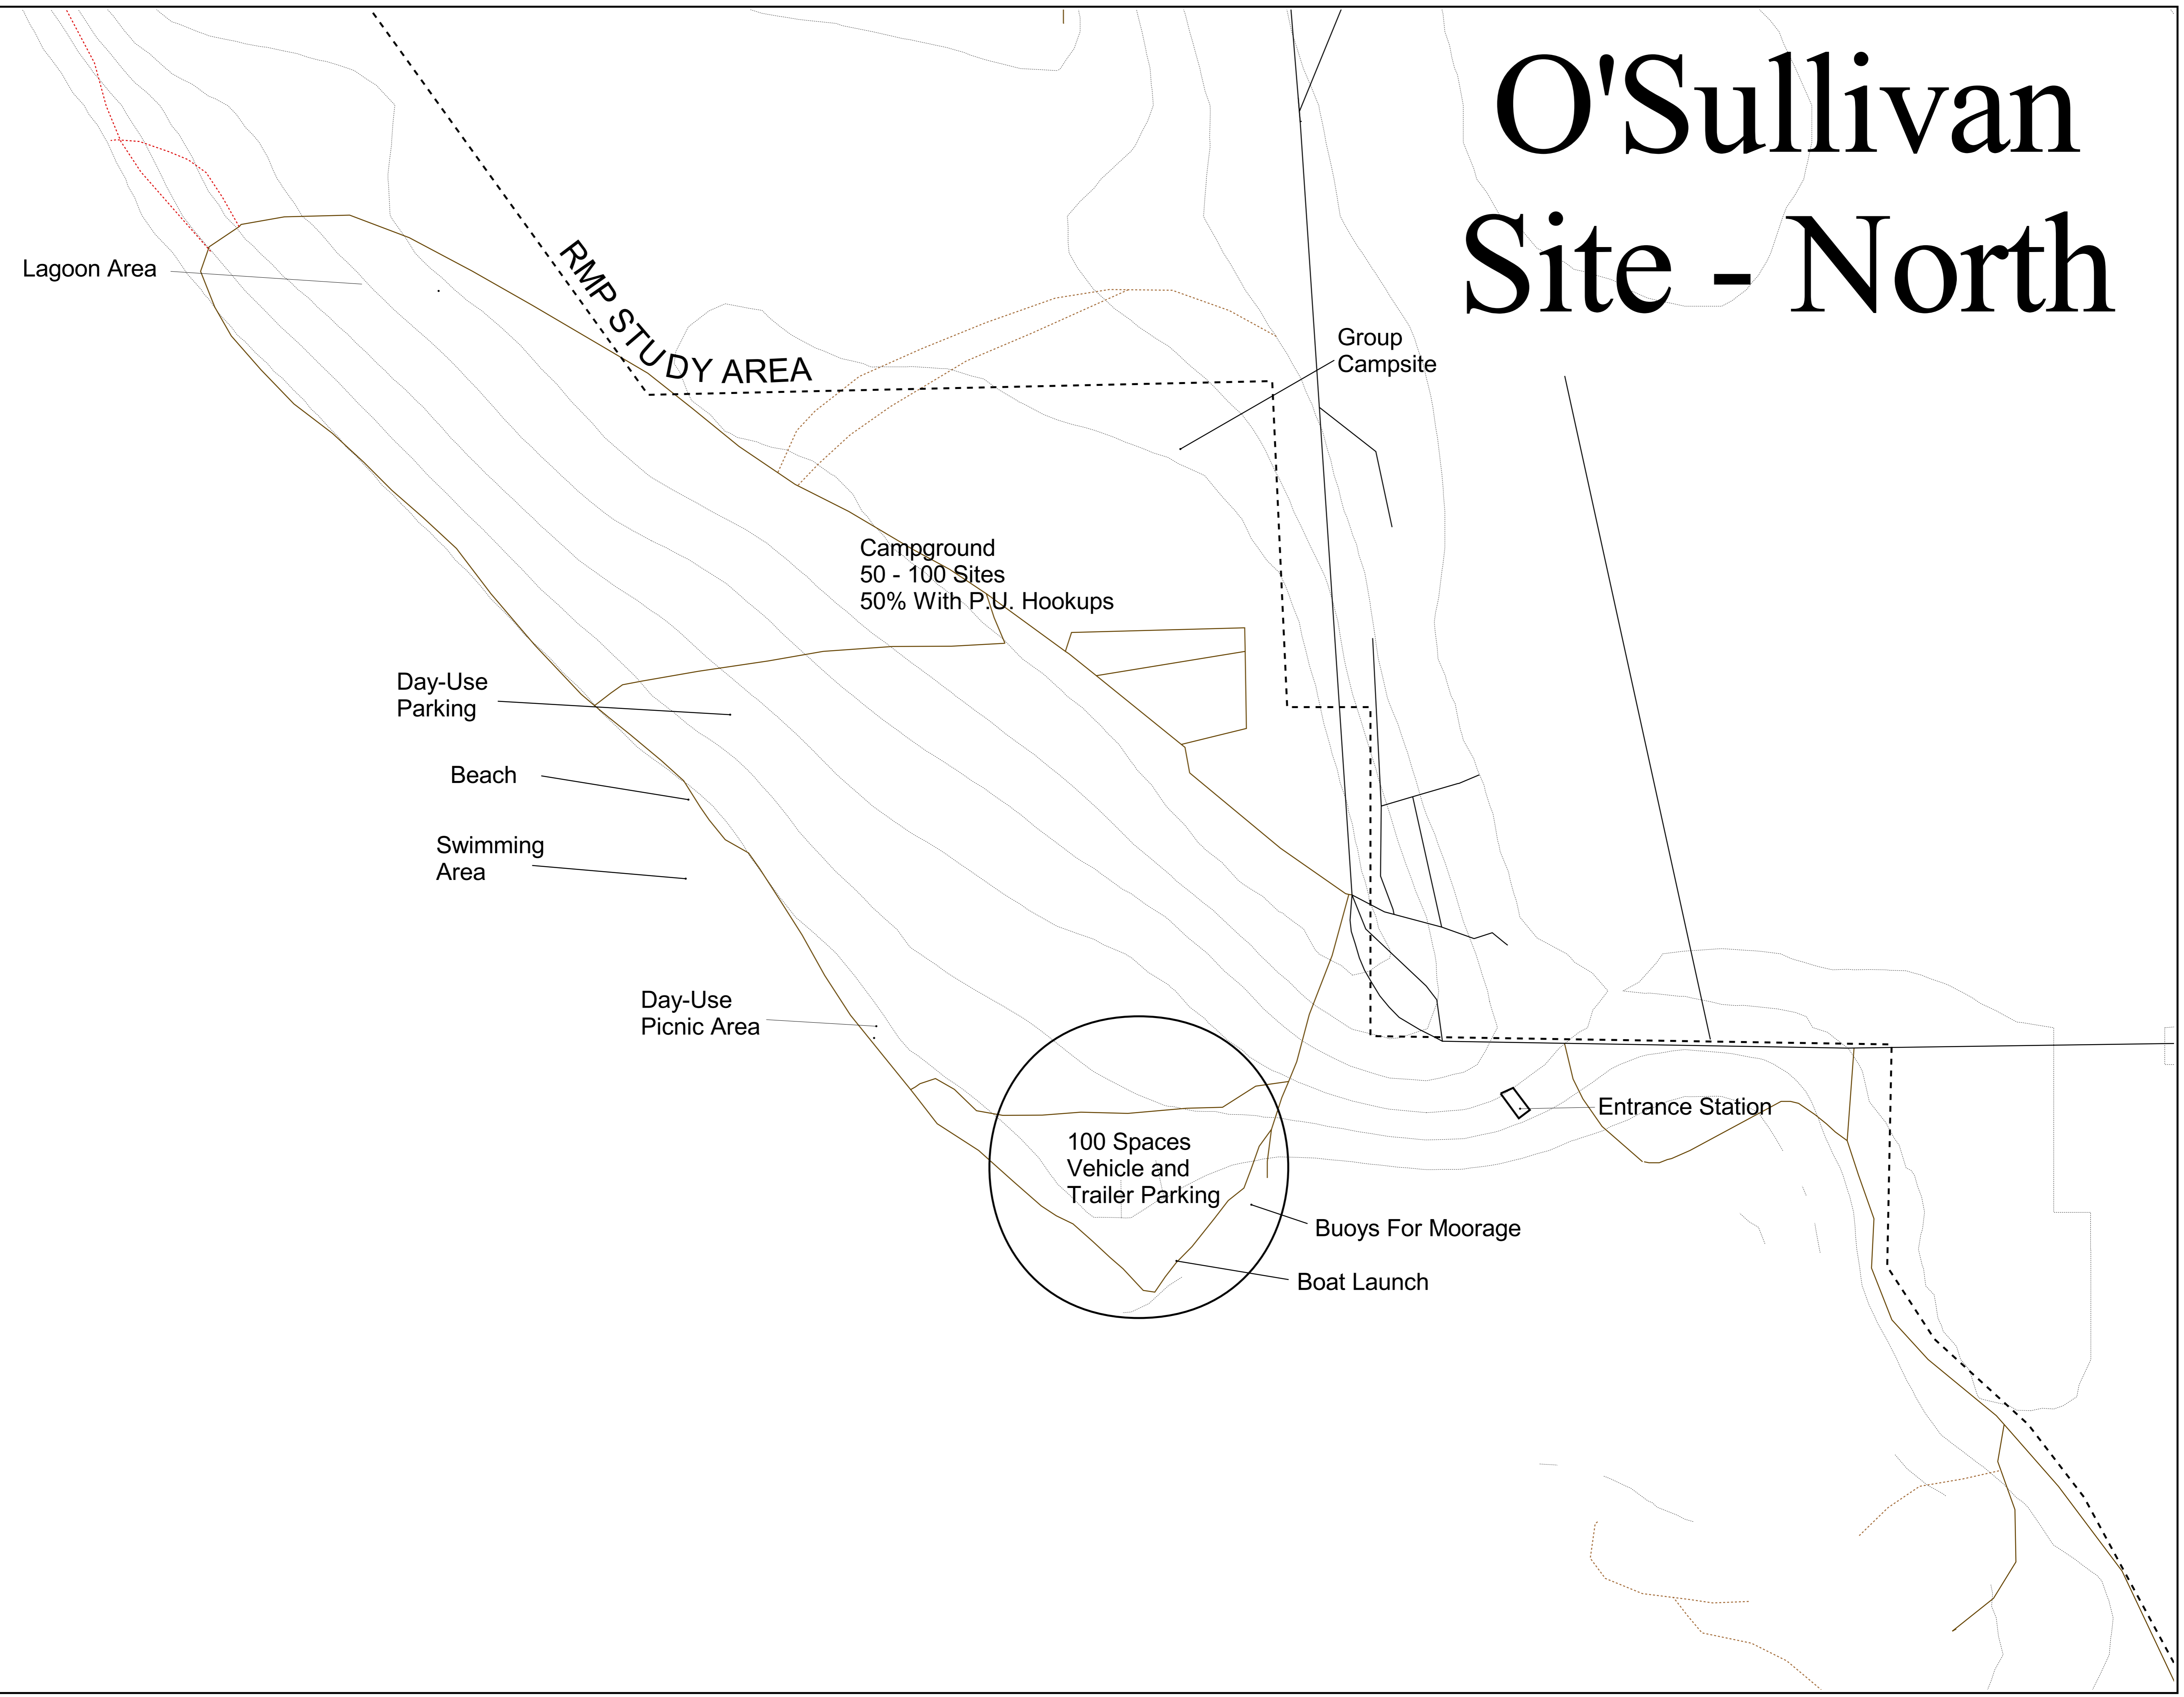 O'Sullivan
Site - North
Lagoon Area
RMP STUDY AREA
Group
Campsite
Campground
50 - 100 Sites
50% With P.U. Hookups
Day-Use
Parking
Beach
Swimming
Area
Day-Use
Picnic Area
Entrance Station
100 Spaces
Vehicle and
Trailer Parking
Buoys For Moorage
Boat Launch